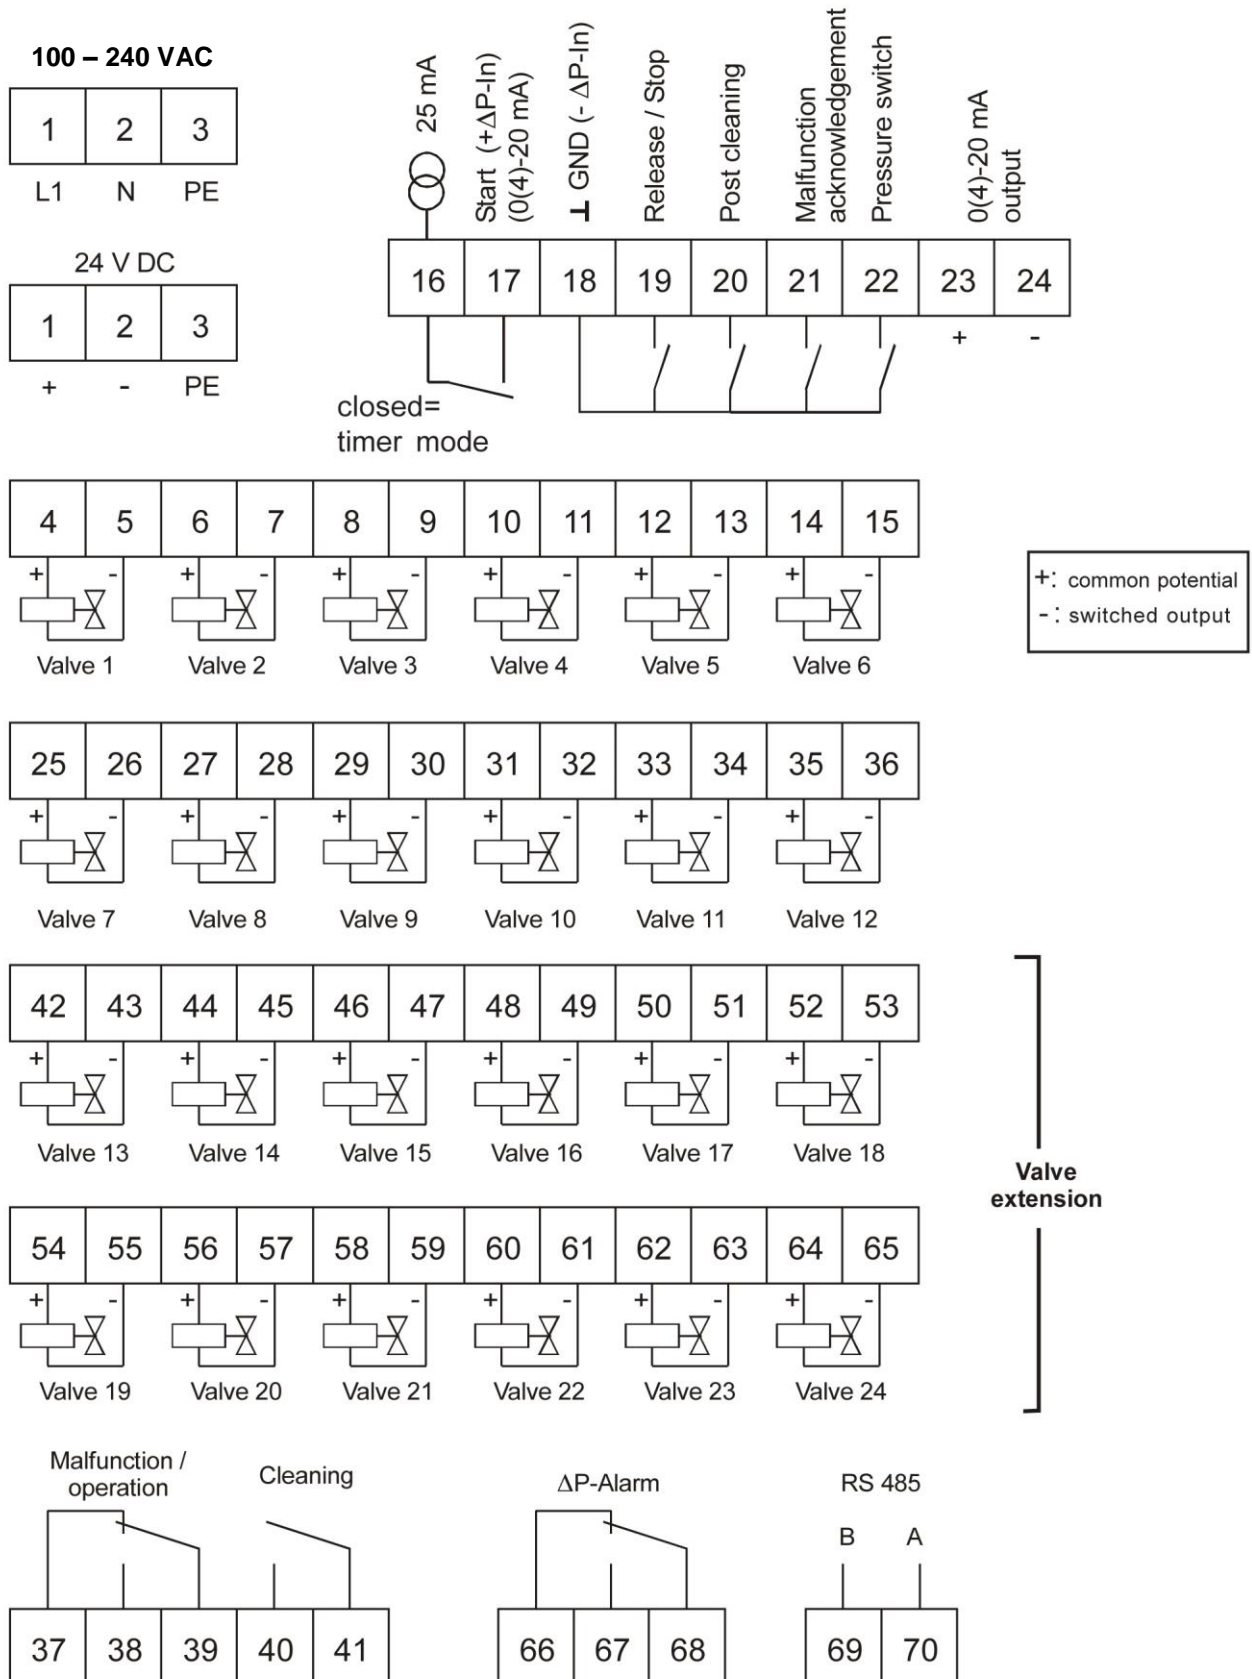 100 – 240 VAC
1 2 3
L1 N PE
24 V DC
1 2 3
+ - PE
25 mA
Start (+ΔP-In)
(0(4)-20 mA)
⊥ GND (- ΔP-In)
Release / Stop
Post cleaning
Malfunction
acknowledgement
Pressure switch
0(4)-20 mA
output
16 17 18 19 20 21 22 23 24
+ -
closed=
timer mode
4 5 6 7 8 9 10 11 12 13 14 15
+ - + - + - + - + - + -
Valve 1 Valve 2 Valve 3 Valve 4 Valve 5 Valve 6
+: common potential
- : switched output
25 26 27 28 29 30 31 32 33 34 35 36
+ - + - + - + - + - + -
Valve 7 Valve 8 Valve 9 Valve 10 Valve 11 Valve 12
42 43 44 45 46 47 48 49 50 51 52 53
+ - + - + - + - + - + -
Valve 13 Valve 14 Valve 15 Valve 16 Valve 17 Valve 18
Valve
extension
54 55 56 57 58 59 60 61 62 63 64 65
+ - + - + - + - + - + -
Valve 19 Valve 20 Valve 21 Valve 22 Valve 23 Valve 24
Malfunction /
operation
Cleaning
ΔP-Alarm
RS 485
B A
37 38 39 40 41
66 67 68
69 70